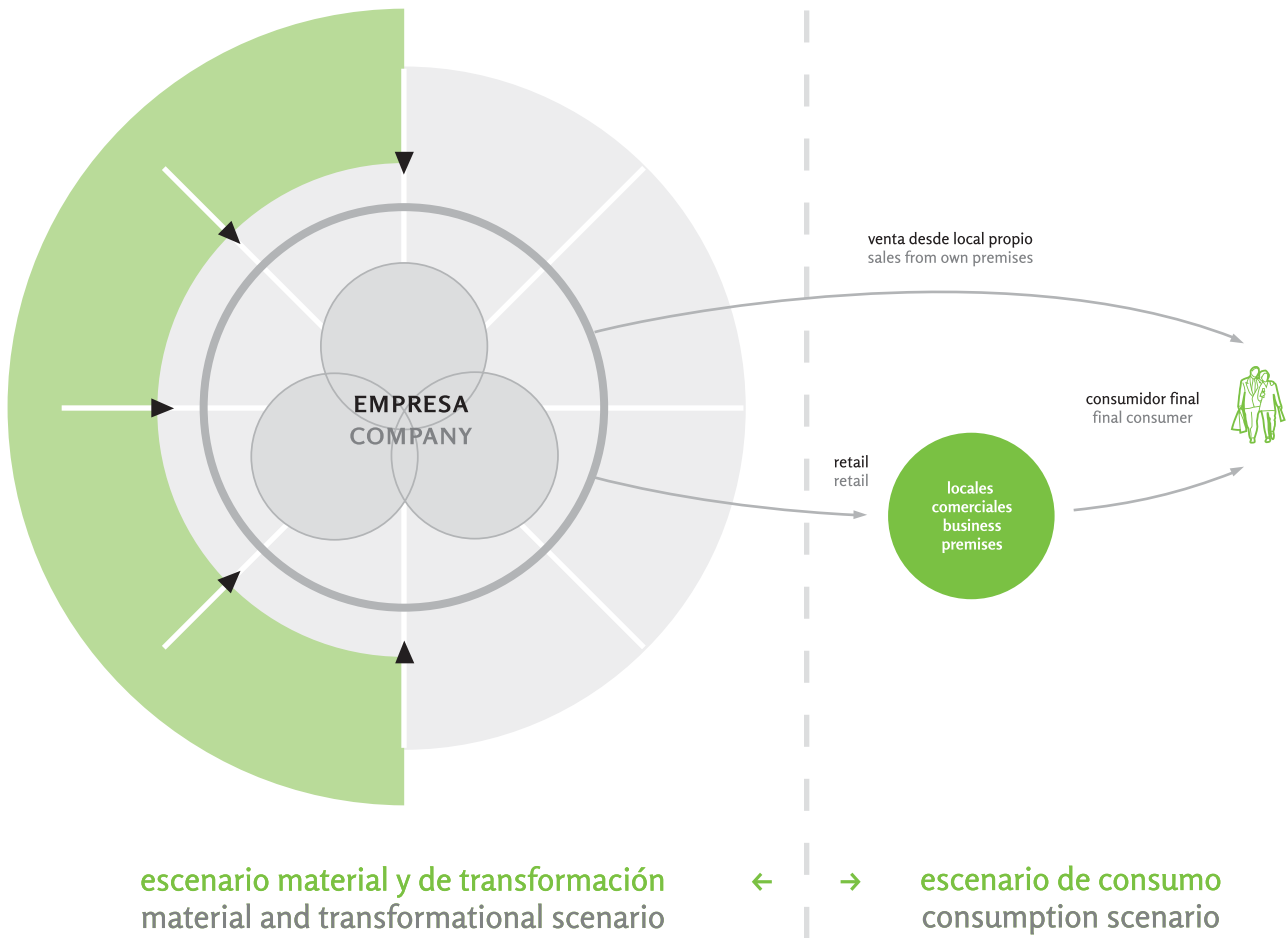 venta desde local propio
sales from own premises
EMPRESA
COMPANY
consumidor final
final consumer
retail
retail
locales
comerciales
business
premises
escenario material y de transformación
material and transformational scenario
escenario de consumo
consumption scenario